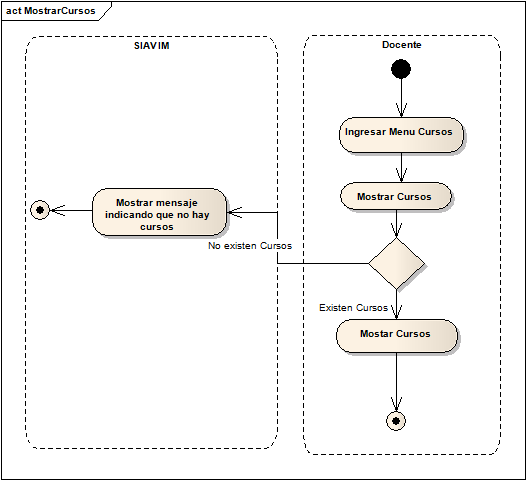 act MostrarCursos
SIAVIM
Docente
Ingresar Menu Cursos
Mostrar Cursos
Mostrar mensaje
indicando que no hay
cursos
No existen Cursos
Existen Cursos
Mostar Cursos